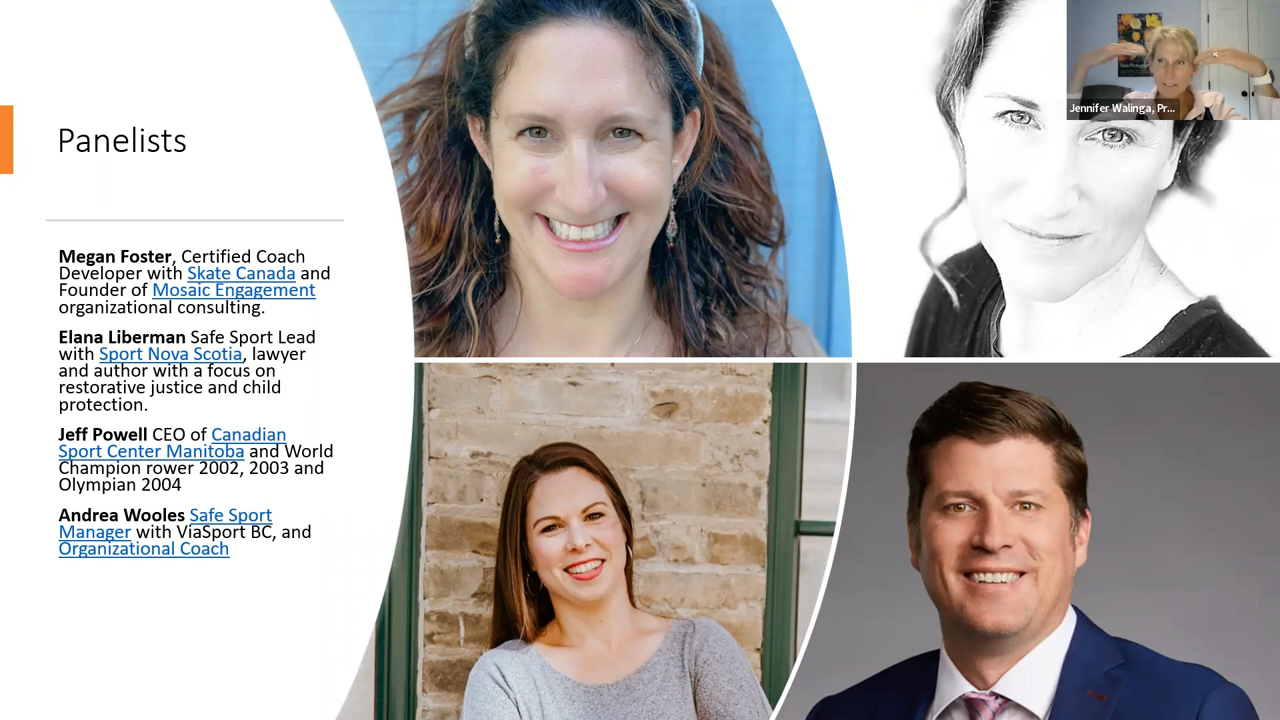 Panelists
Megan Foster, Certified Coach
Developer with Skate Canada and
Founder of Mosaic Engagement
organizational consulting.
Elana Liberman Safe Sport Lead
with Sport Nova Scotia, lawyer
and author with a focus on
restorative justice and child
protection.
Jeff Powell CEO of Canadian
Sport Center Manitoba and World
Champion rower 2002, 2003 and
Olympian 2004
Andrea Wooles Safe Sport
Manager with ViaSport BC, and
Organizational Coach
Jennifer Walinga, Pr...